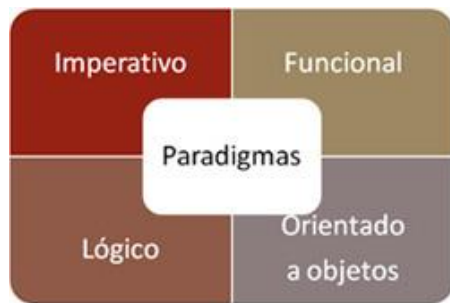 Imperativo
Funcional
Paradigmas
Lógico
Orientado
a objetos